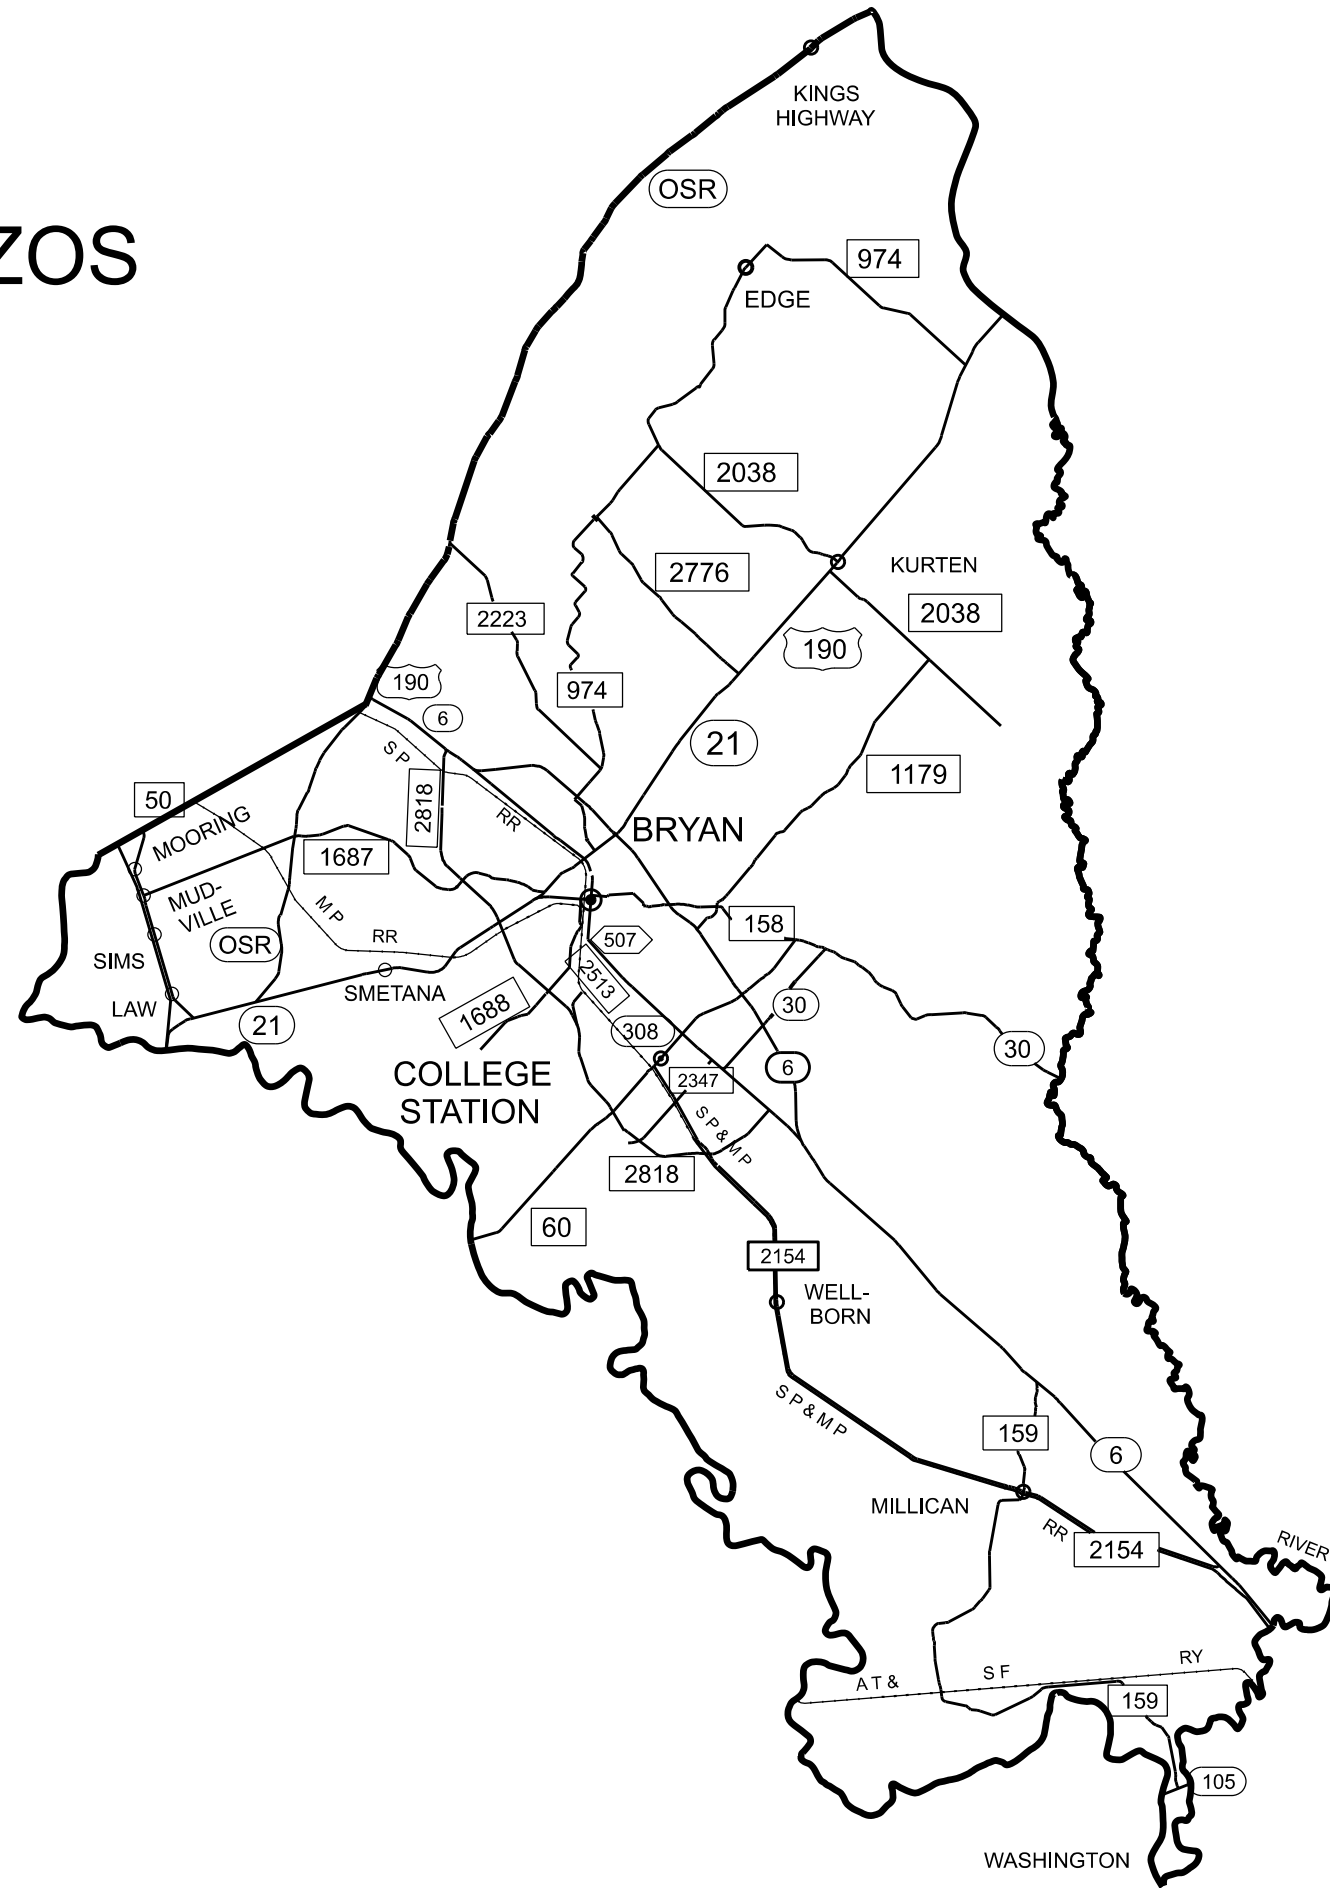 KINGS
HIGHWAY
OSR
ZOS
974
EDGE
2038
KURTEN
2776
2038
2223
190
190
974
6
21
S P
1179
50
2818
RR
BRYAN
MOORING
1687
MUD-
VILLE
M P
RR
158
OSR
507
SIMS
2513
SMETANA
LAW
1688
30
21
308
30
COLLEGE
STATION
2347
6
S P & M P
2818
60
2154
WELL-
BORN
S P & M P
159
6
MILLICAN
RR
2154
RIVER
A T &
S F
RY
159
105
WASHINGTON